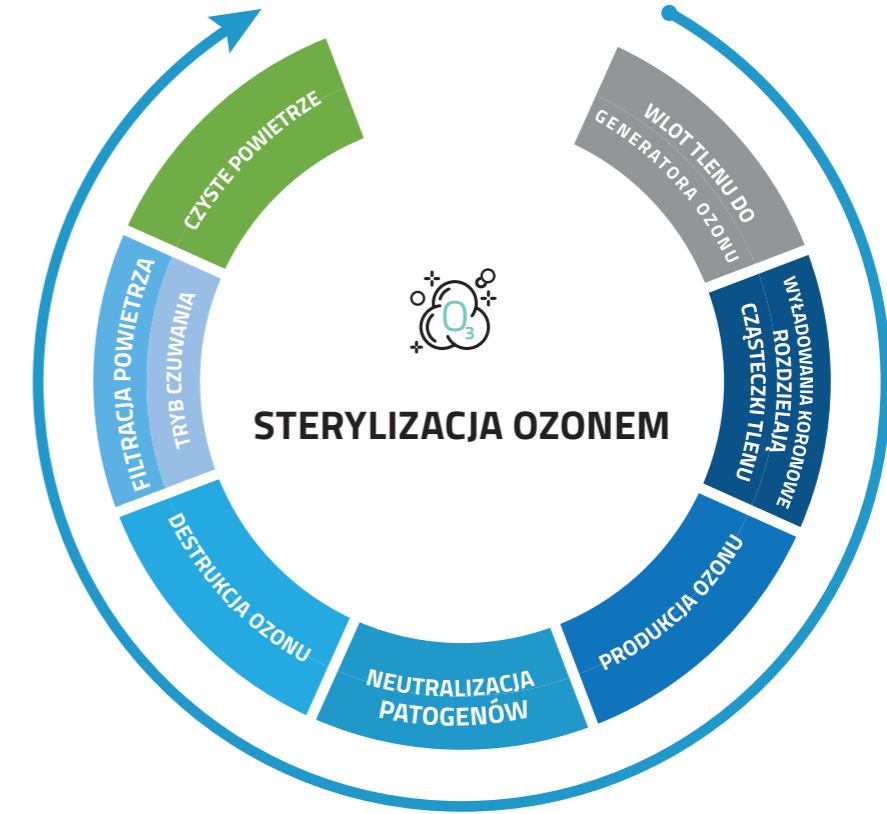 WLOT TLENU DO
GENERATORA OZONU
WYŁADOWANIA KORONOWE
ROZDZIELAJĄ
CZĄSTECZKI TLENU
PRODUKCJA OZONU
NEUTRALIZACJA
PATOGENÓW
DESTRUKCJA OZONU
FILTRACJA POWIETRZA
TRYB CZUWANIA
CZYSTE POWIETRZE
O3
STERYLIZACJA OZONEM